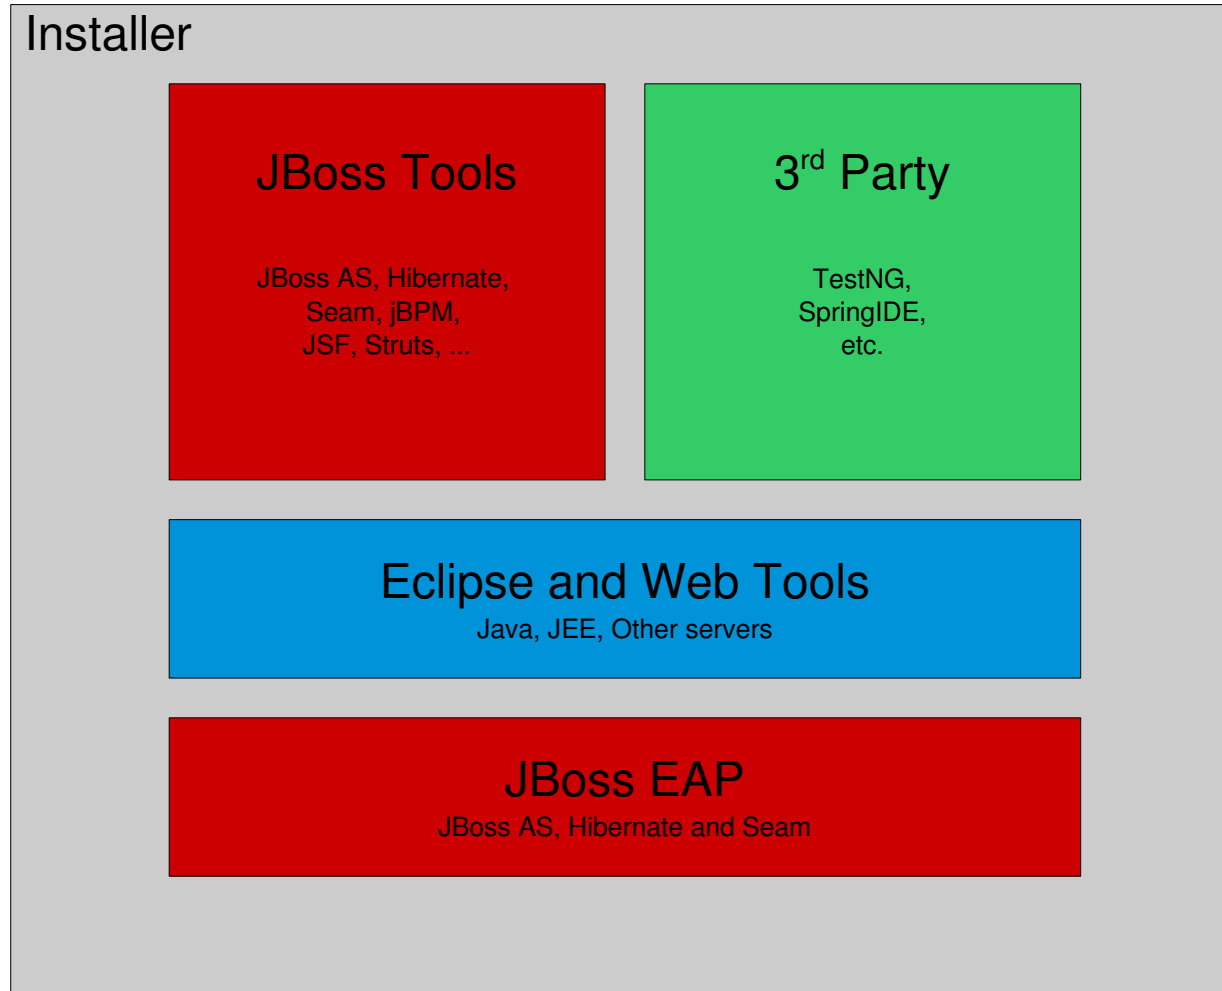 Installer
JBoss Tools
JBoss AS, Hibernate,
Seam, jBPM,
JSF, Struts, ...
3rd Party
TestNG,
SpringIDE,
etc.
Eclipse and Web Tools
Java, JEE, Other servers
JBoss EAP
JBoss AS, Hibernate and Seam